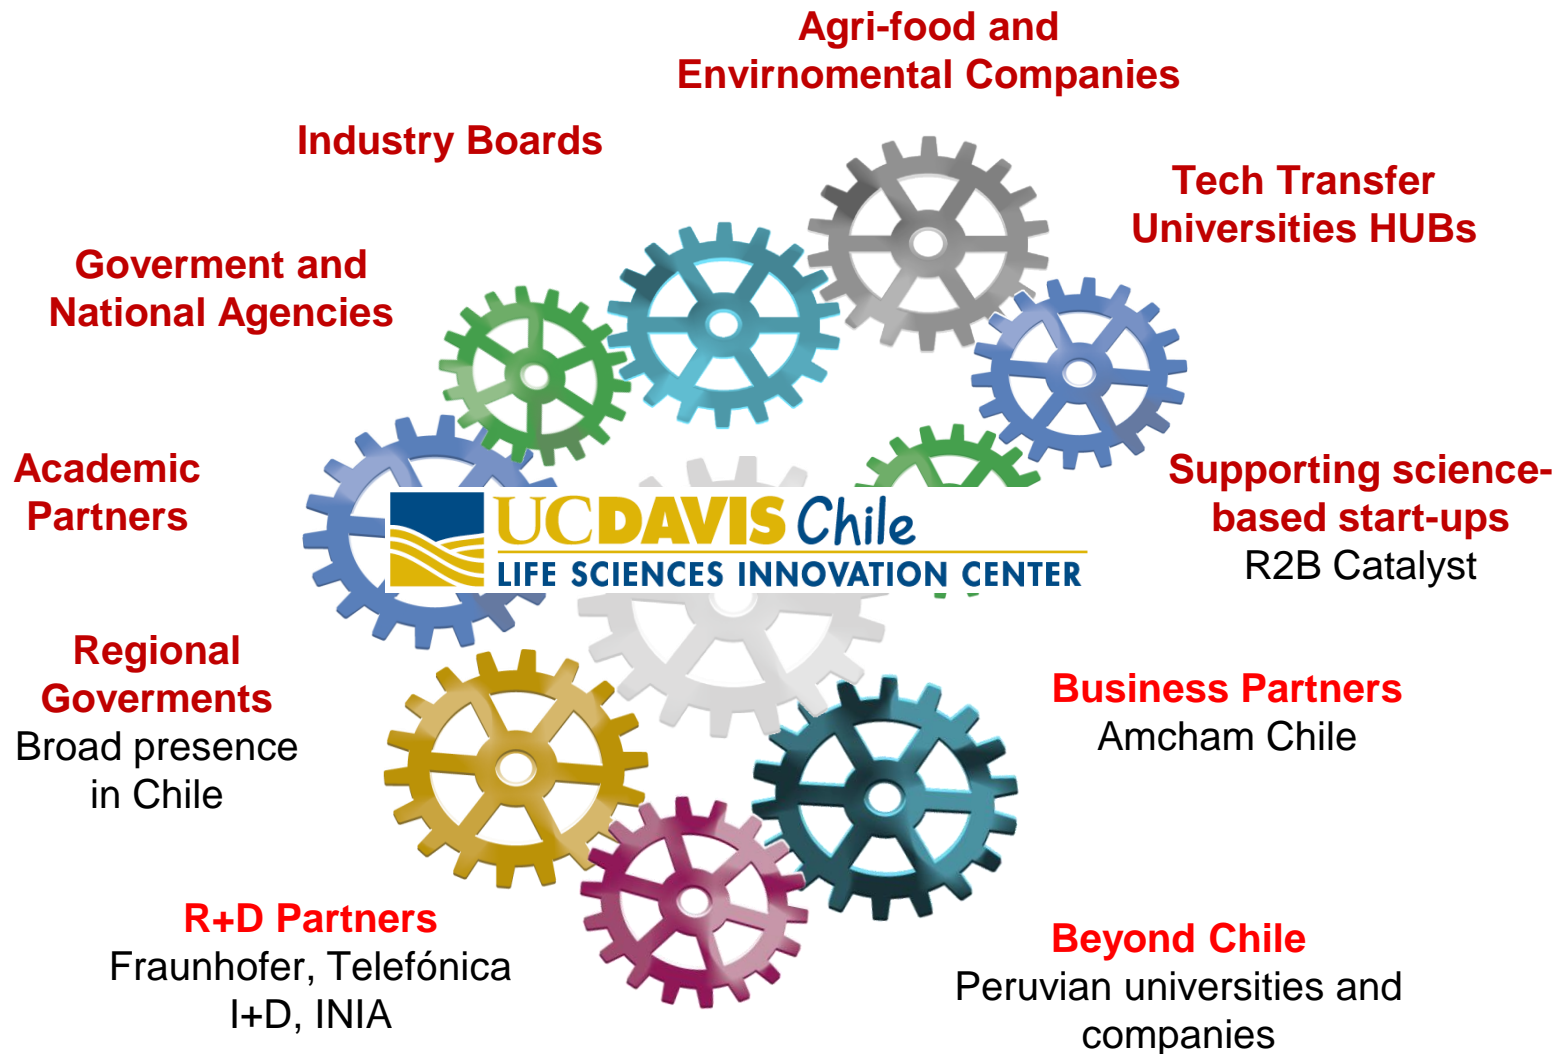 Agri-food and
Envirnomental Companies
Industry Boards
Tech Transfer
Universities HUBs
Goverment and
National Agencies
Academic
Partners
UCDAVIS Chile
LIFE SCIENCES INNOVATION CENTER
Supporting science-
based start-ups
R2B Catalyst
Regional
Goverments
Broad presence
in Chile
Business Partners
Amcham Chile
R+D Partners
Fraunhofer, Telefónica
I+D, INIA
Beyond Chile
Peruvian universities and
companies